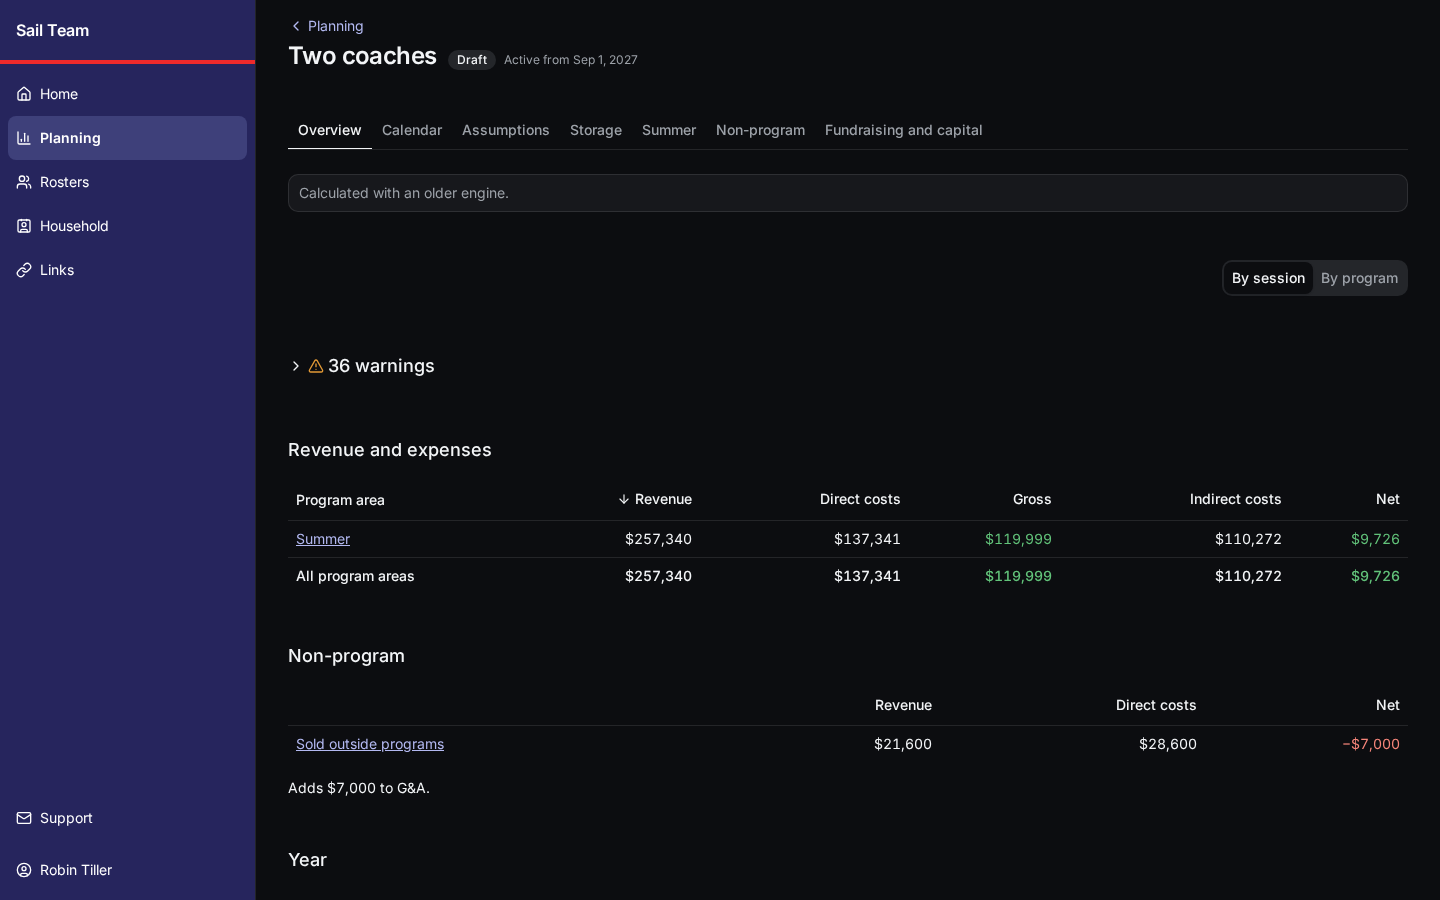 Sail Team
Home
Planning
Rosters
Household
Links
Support
Robin Tiller
Planning
Two coaches Draft Active from Sep 1, 2027
Overview Calendar Assumptions Storage Summer Non-program Fundraising and capital
Calculated with an older engine.
By session By program
36 warnings
Revenue and expenses
Program area Revenue Direct costs Gross Indirect costs Net
Summer $257,340 $137,341 $119,999 $110,272 $9,726
All program areas $257,340 $137,341 $119,999 $110,272 $9,726
Non-program
Revenue Direct costs Net
Sold outside programs $21,600 $28,600 −$7,000
Adds $7,000 to G&A.
Year